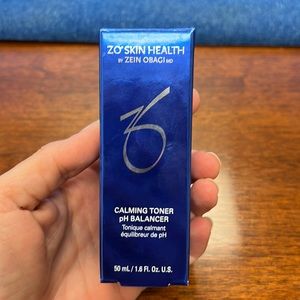 ZO® SKIN HEALTH
BY ZEIN OBAGI MD
CALMING TONER
pH BALANCER
Tonique calmant
équilibreur de pH
50 mL / 1.6 Fl. Oz. U.S.